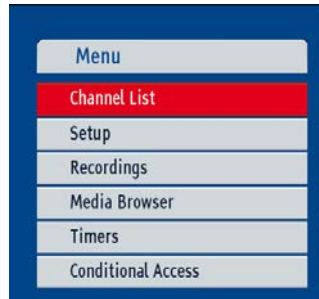 Menu
Channel List
Setup
Recordings
Media Browser
Timers
Conditional Access